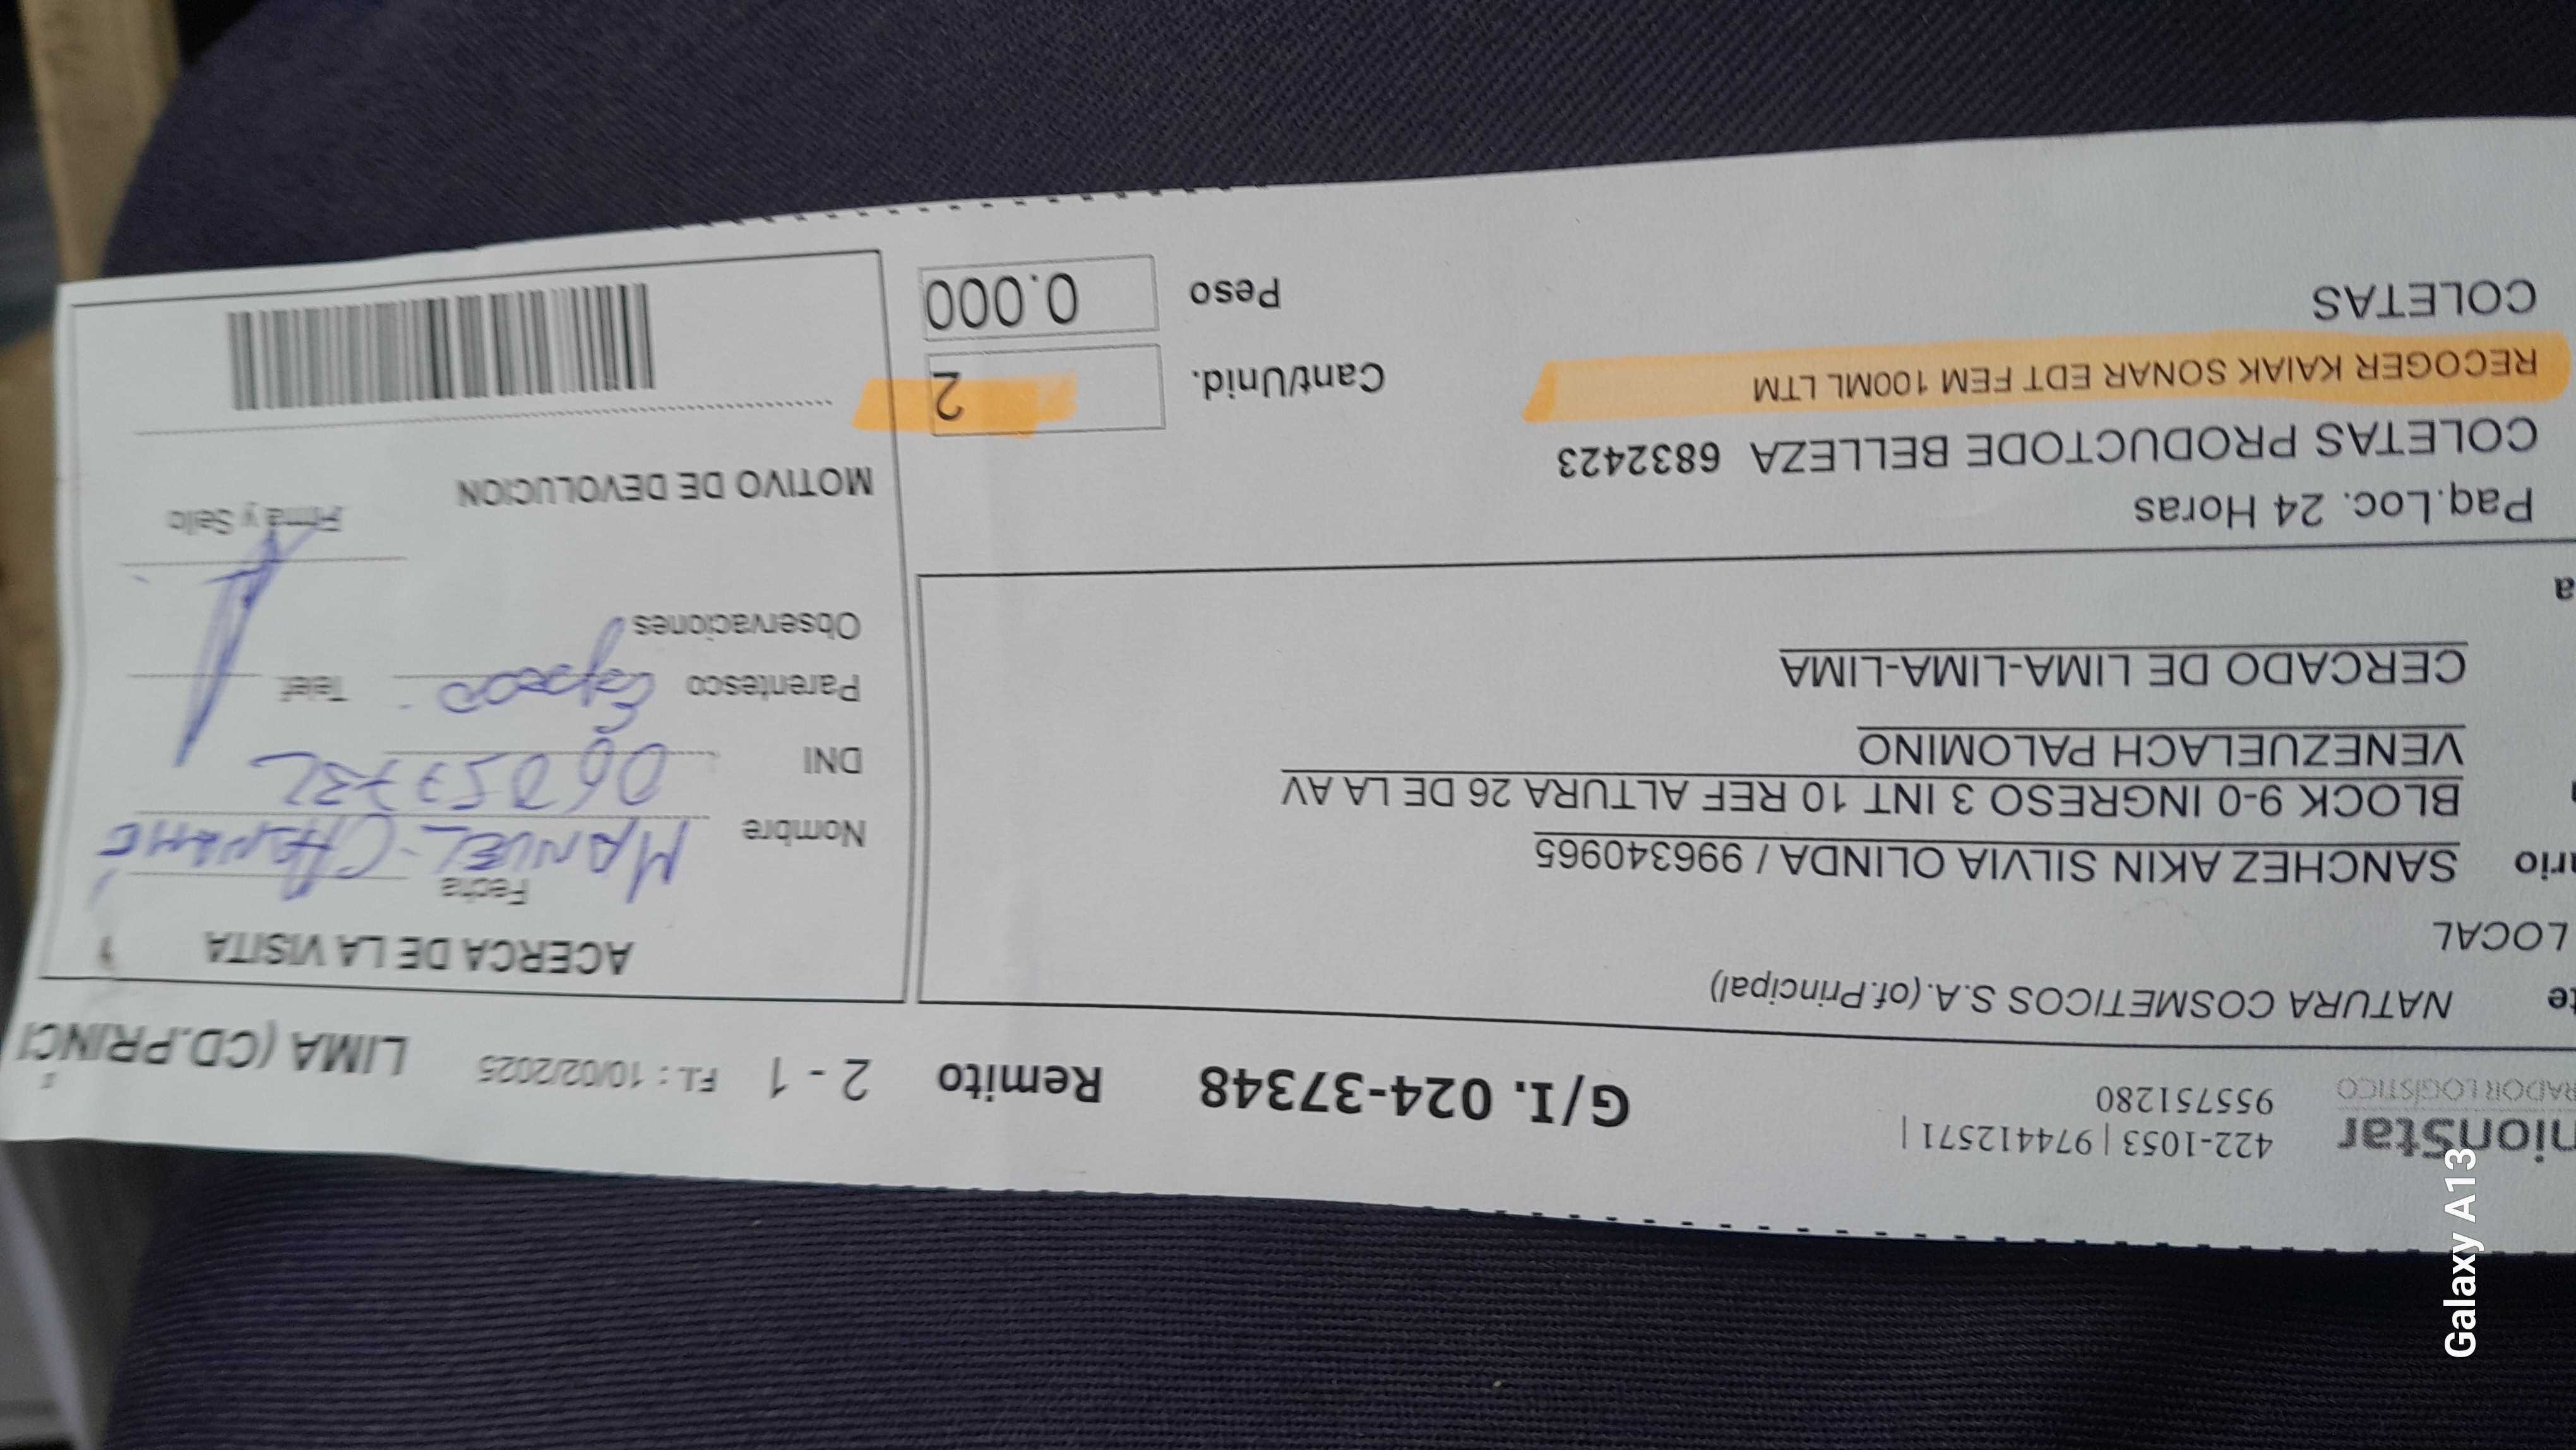 nionStar
RADOR LOGÍSTICO
422-1053 | 974412571 |
955751280
G/I. 024-37348
Remito 2 - 1
F.I. : 10/02/2025
LIMA (CD.PRINCI
te NATURA COSMETICOS S.A.(of.Principal)
LOCAL
ario SANCHEZ AKIN SILVIA OLINDA / 996340965
BLOCK 9-0 INGRESO 3 INT 10 REF ALTURA 26 DE LA AV
VENEZUELACH PALOMINO
CERCADO DE LIMA-LIMA-LIMA
a
Paq.Loc. 24 Horas
COLETAS PRODUCTODE BELLEZA 6832423
RECOGER KAIAK SONAR EDT FEM 100ML LTM
COLETAS
Cant/Unid. 2
Peso 0.000
ACERCA DE LA VISITA
Fecha
Nombre MANUEL
DNI
Parentesco Esposo Telef.
Observaciones
Firma y Sello
MOTIVO DE DEVOLUCION
Galaxy A13